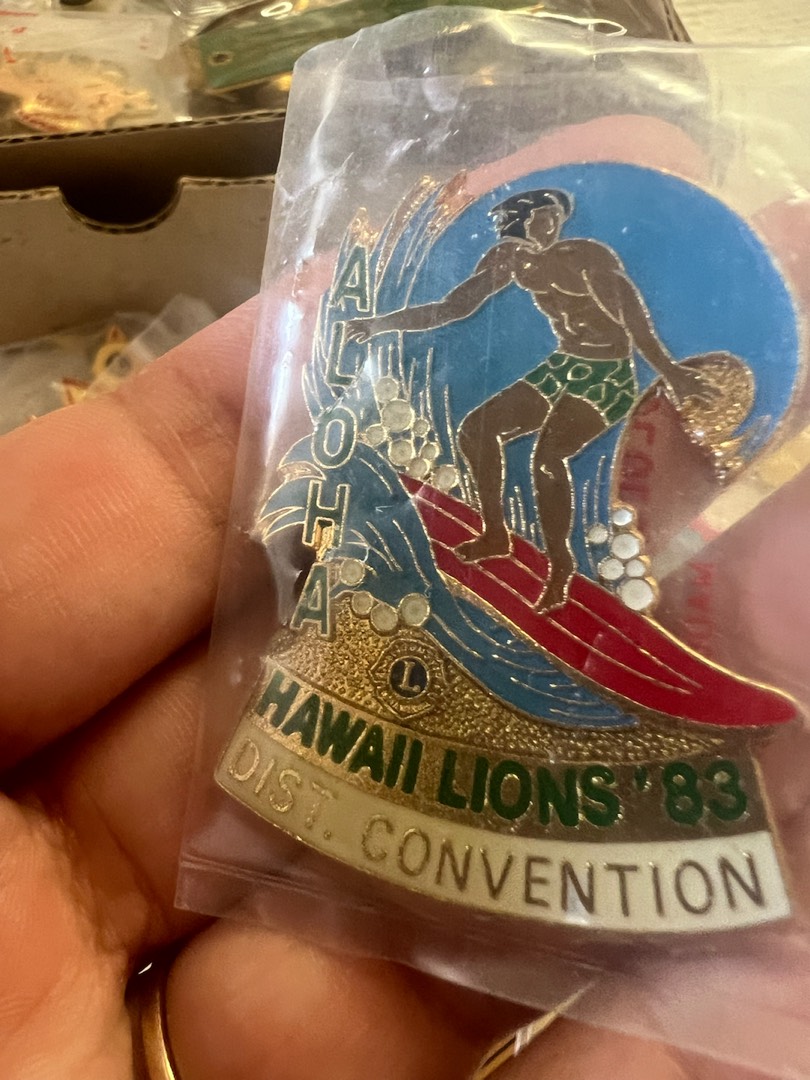 ALOHA
L
HAWAII LIONS '83
DIST. CONVENTION